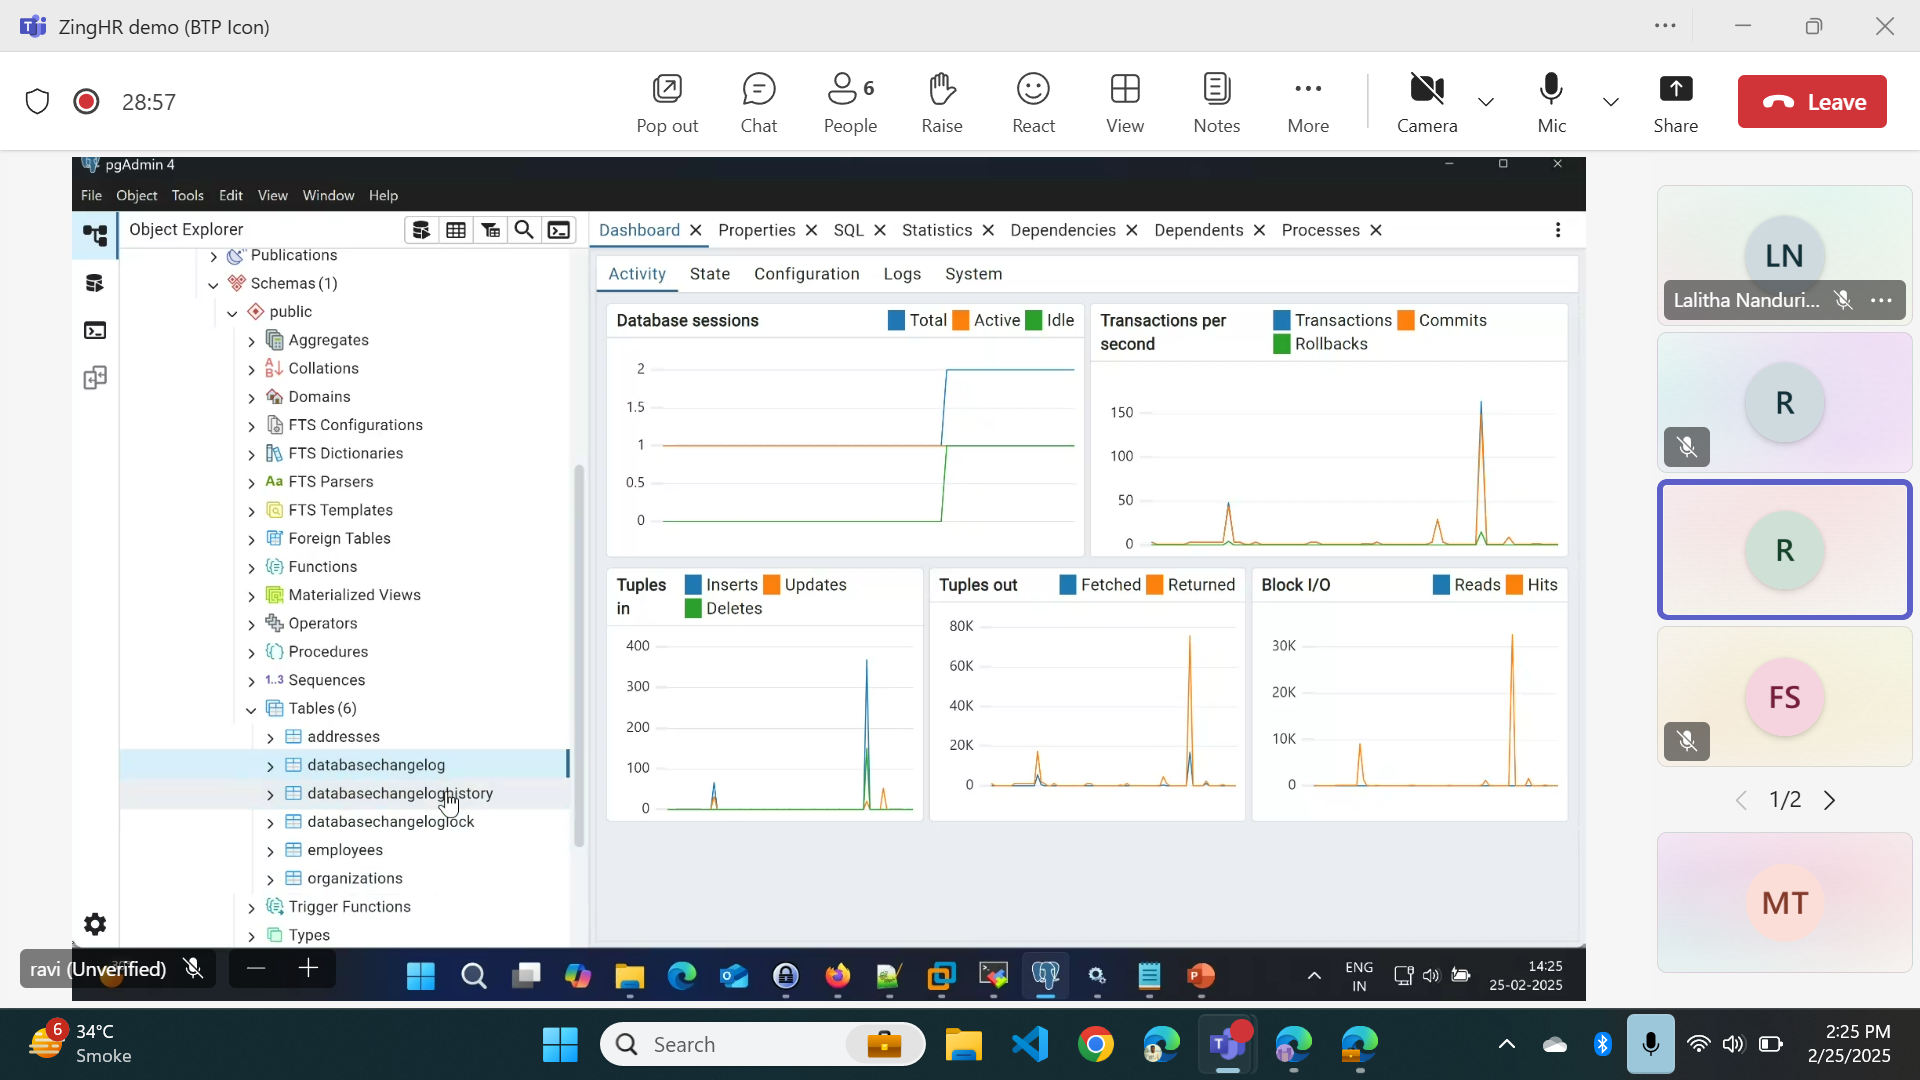 ZingHR demo (BTP Icon)
28:57
Pop out
Chat
6
People
Raise
React
View
Notes
More
Camera
Mic
Share
Leave
pgAdmin 4
File Object Tools Edit View Window Help
Object Explorer
Publications
Schemas (1)
public
Aggregates
Collations
Domains
FTS Configurations
FTS Dictionaries
Aa FTS Parsers
FTS Templates
Foreign Tables
Functions
Materialized Views
Operators
Procedures
1..3 Sequences
Tables (6)
addresses
databasechangelog
databasechangeloghistory
databasechangeloglock
employees
organizations
Trigger Functions
Types
Dashboard Properties SQL Statistics Dependencies Dependents Processes
Activity State Configuration Logs System
Database sessions
Total Active Idle
2
1.5
1
0.5
0
Transactions per
second
Transactions Commits
Rollbacks
150
100
50
0
Tuples
in
Inserts Updates
Deletes
400
300
200
100
0
Tuples out
Fetched Returned
80K
60K
40K
20K
0
Block I/O
Reads Hits
30K
20K
10K
0
LN
Lalitha Nanduri...
R
R
FS
1/2
MT
ravi (Unverified)
ENG
IN
14:25
25-02-2025
6
34°C
Smoke
Search
2:25 PM
2/25/2025